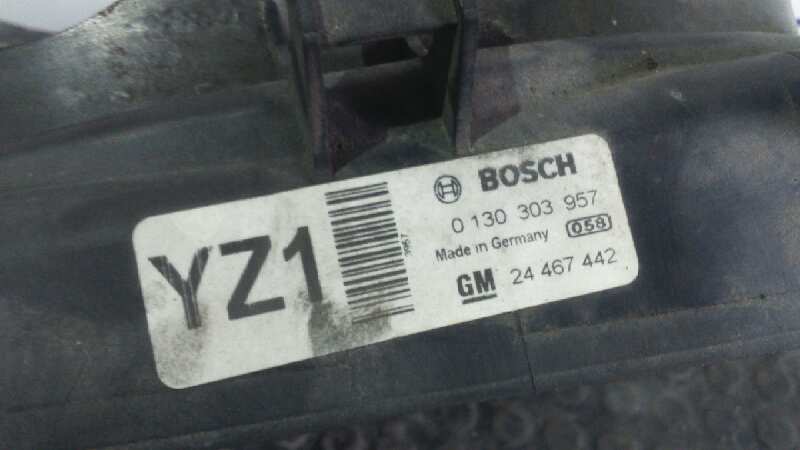 YZ1
BOSCH
0 130 303 957
Made in Germany 058
GM 24 467 442